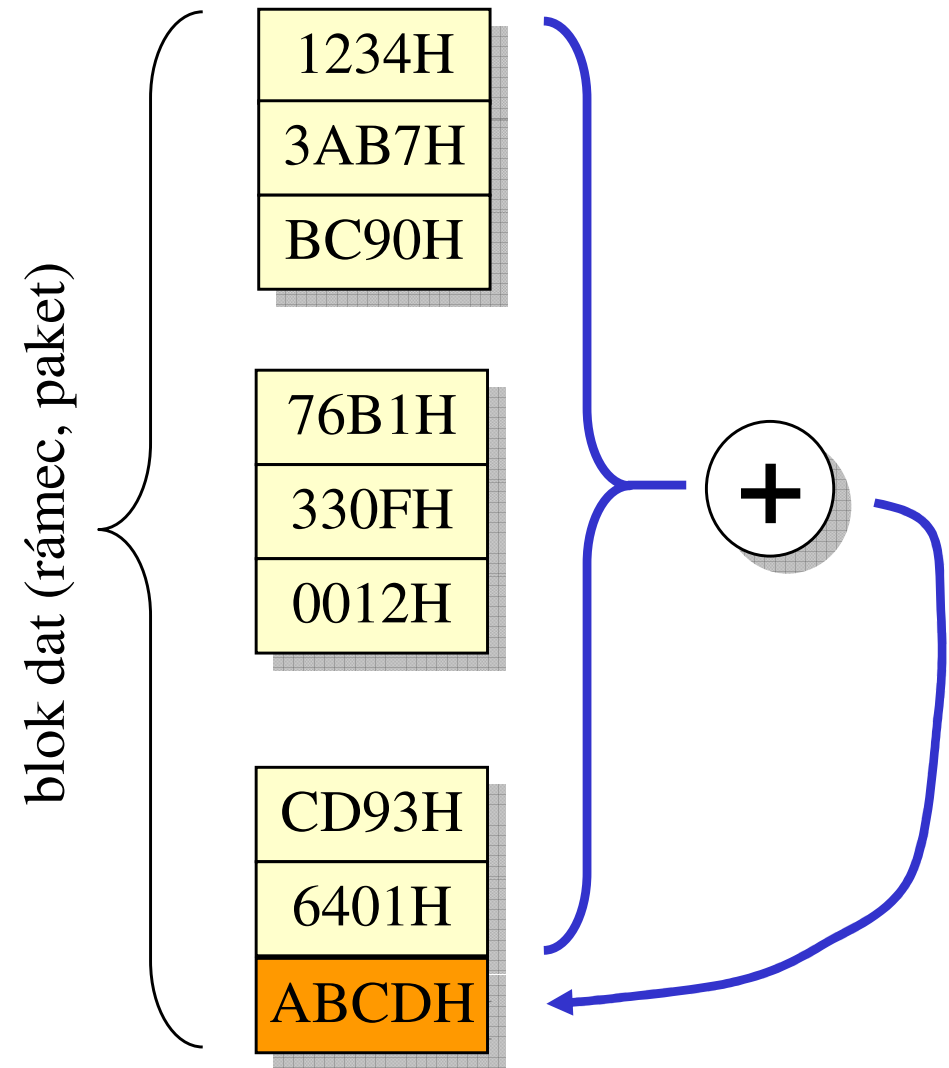 blok dat (rámec, paket)
1234H
3AB7H
BC90H
76B1H
330FH
0012H
+
CD93H
6401H
ABCDH